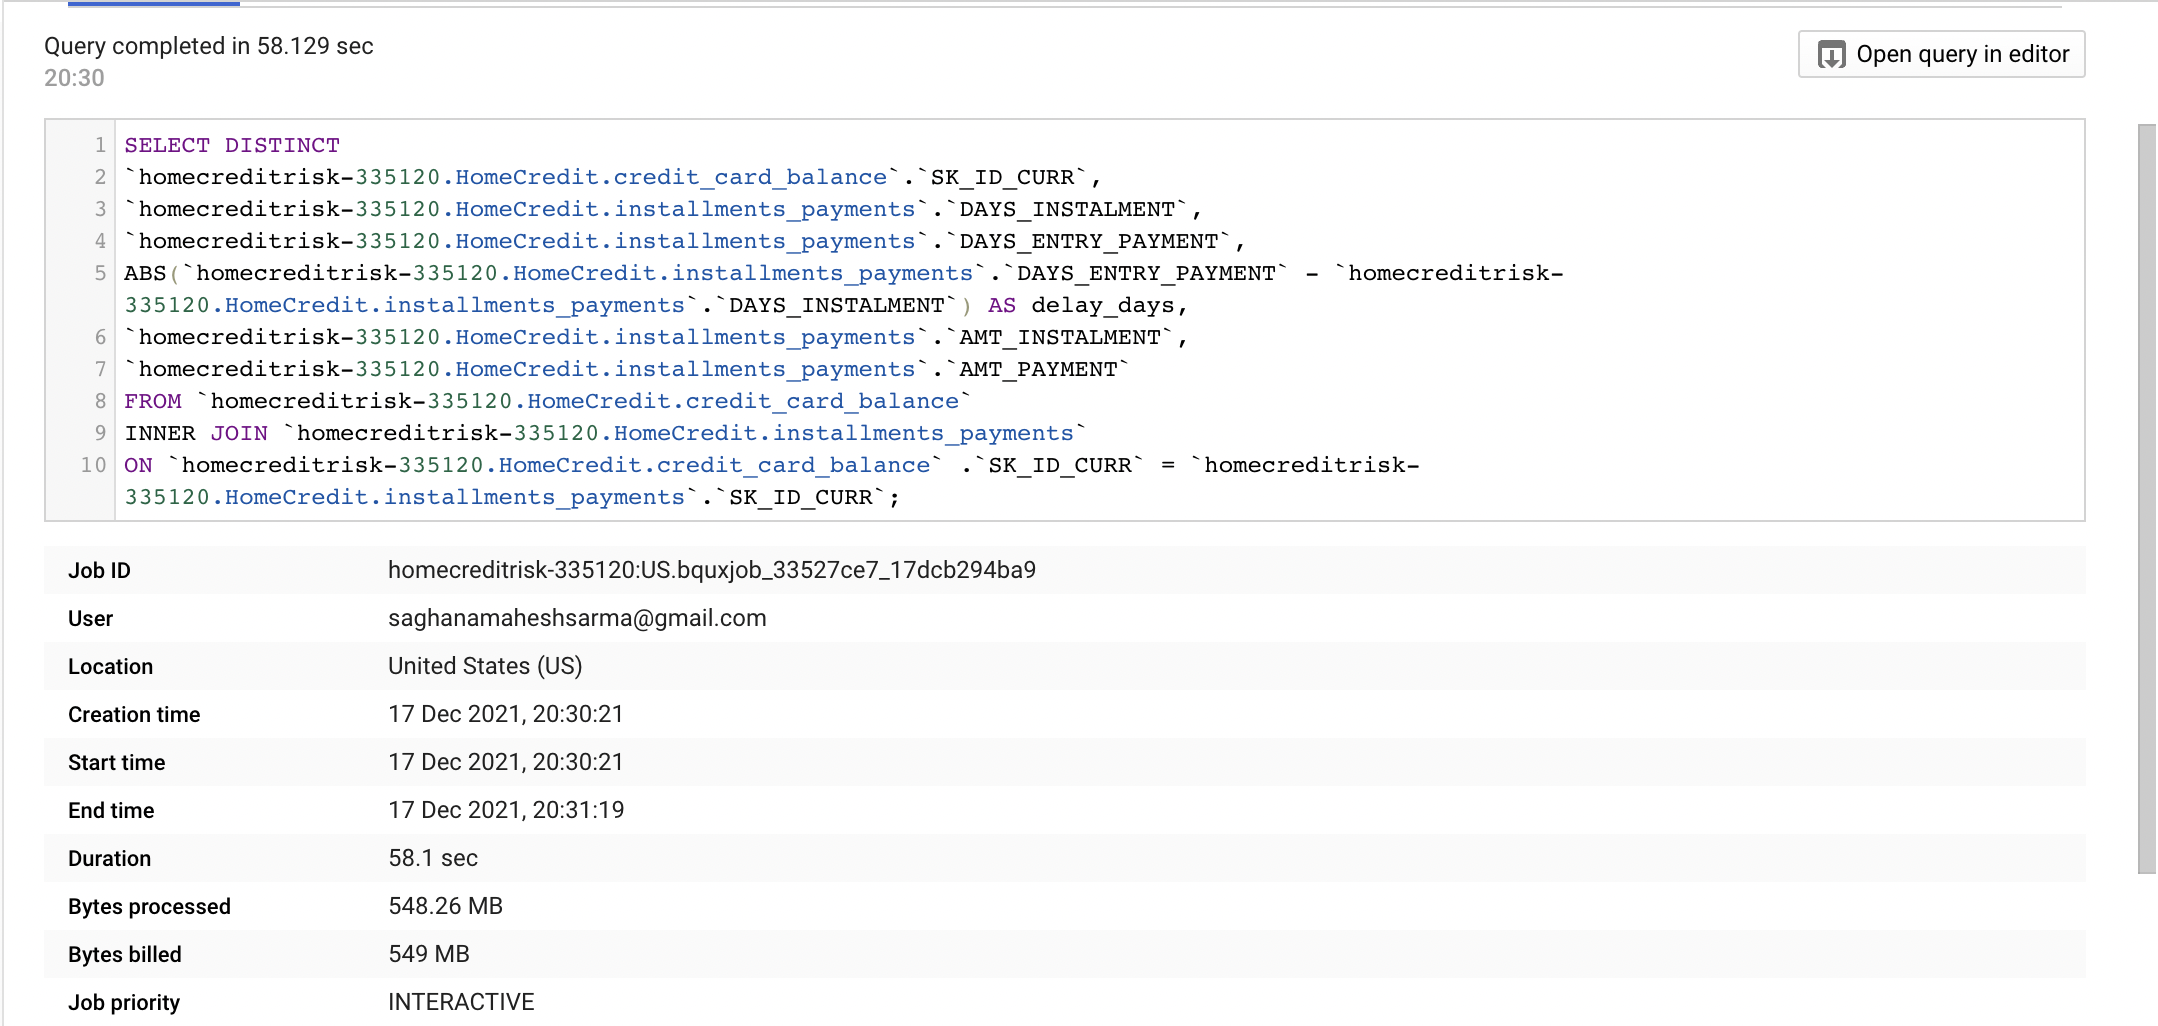 Query completed in 58.129 sec
20:30
Open query in editor
1 SELECT DISTINCT
2 `homecreditrisk-335120.HomeCredit.credit_card_balance`.`SK_ID_CURR`,
3 `homecreditrisk-335120.HomeCredit.installments_payments`.`DAYS_INSTALMENT`,
4 `homecreditrisk-335120.HomeCredit.installments_payments`.`DAYS_ENTRY_PAYMENT`,
5 ABS(`homecreditrisk-335120.HomeCredit.installments_payments`.`DAYS_ENTRY_PAYMENT` - `homecreditrisk-
335120.HomeCredit.installments_payments`.`DAYS_INSTALMENT`) AS delay_days,
6 `homecreditrisk-335120.HomeCredit.installments_payments`.`AMT_INSTALMENT`,
7 `homecreditrisk-335120.HomeCredit.installments_payments`.`AMT_PAYMENT`
8 FROM `homecreditrisk-335120.HomeCredit.credit_card_balance`
9 INNER JOIN `homecreditrisk-335120.HomeCredit.installments_payments`
10 ON `homecreditrisk-335120.HomeCredit.credit_card_balance` .`SK_ID_CURR` = `homecreditrisk-
335120.HomeCredit.installments_payments`.`SK_ID_CURR`;
Job ID homecreditrisk-335120:US.bquxjob_33527ce7_17dcb294ba9
User saghanamaheshsarma@gmail.com
Location United States (US)
Creation time 17 Dec 2021, 20:30:21
Start time 17 Dec 2021, 20:30:21
End time 17 Dec 2021, 20:31:19
Duration 58.1 sec
Bytes processed 548.26 MB
Bytes billed 549 MB
Job priority INTERACTIVE